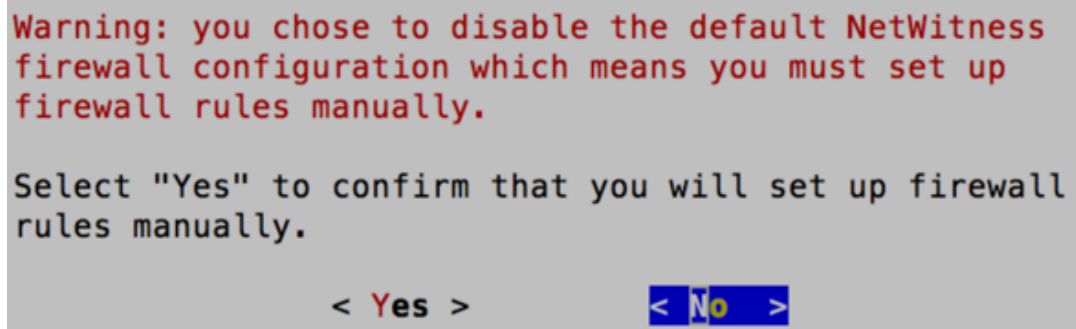 Warning: you chose to disable the default NetWitness
firewall configuration which means you must set up
firewall rules manually.
Select "Yes" to confirm that you will set up firewall
rules manually.
< Yes > < No >